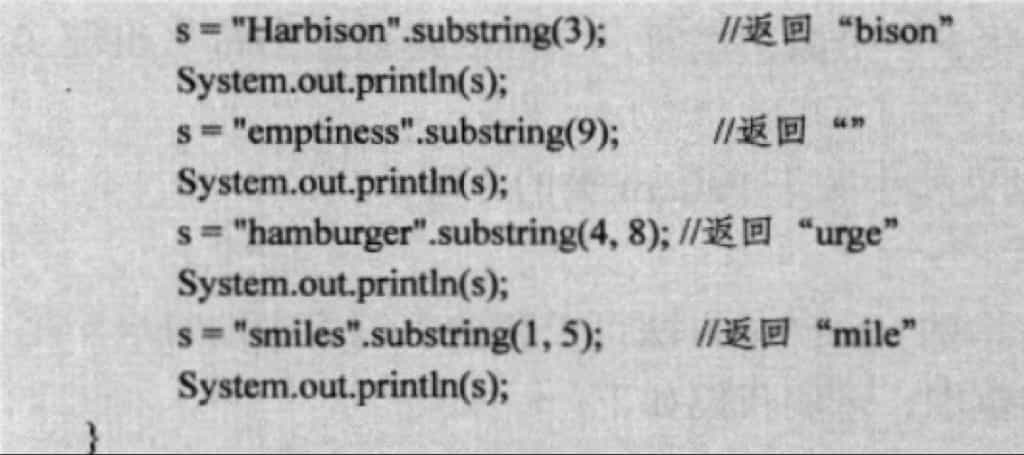 s = "Harbison".substring(3); //返回 “bison”
System.out.println(s);
s = "emptiness".substring(9); //返回 “”
System.out.println(s);
s = "hamburger".substring(4, 8); //返回 “urge”
System.out.println(s);
s = "smiles".substring(1, 5); //返回 “mile”
System.out.println(s);
}